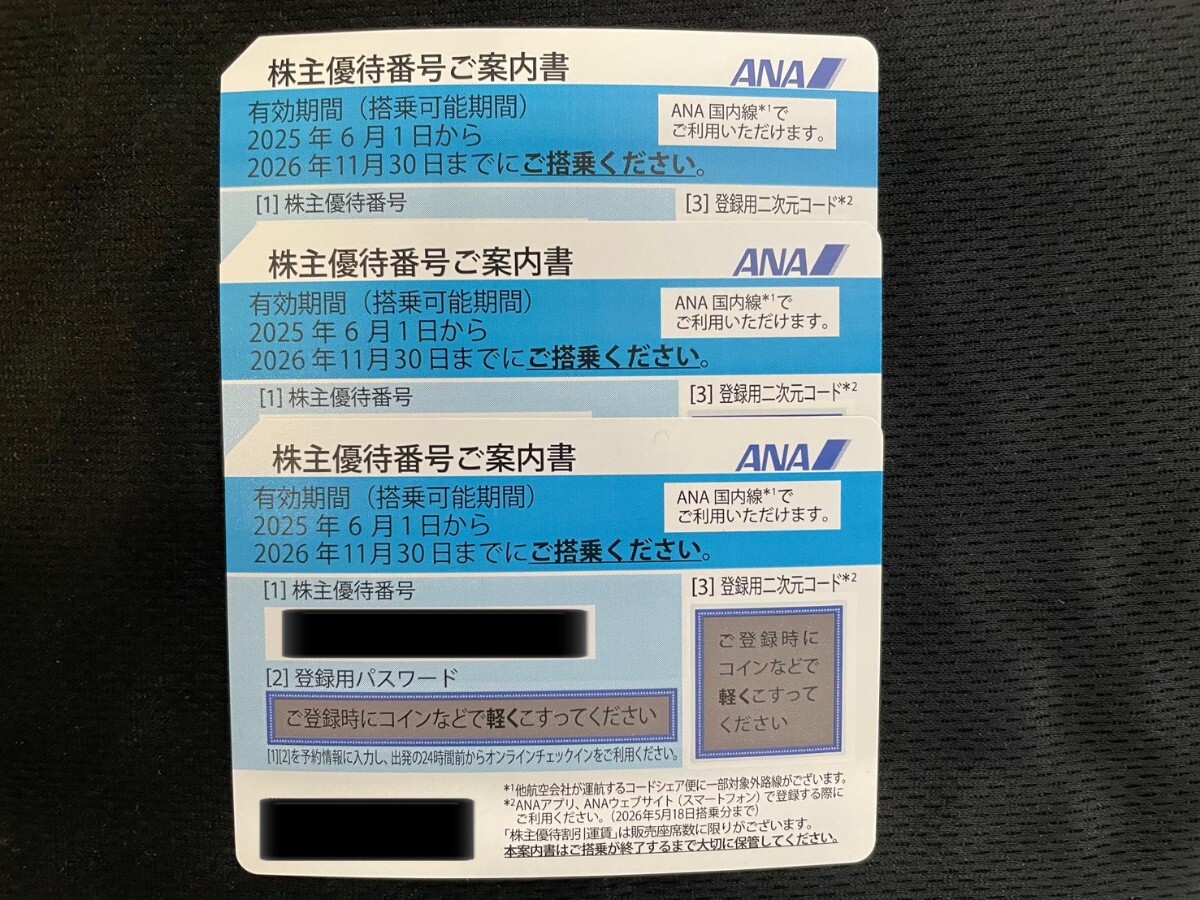 株主優待番号ご案内書
ANA
有効期間（搭乗可能期間）
2025年6月1日から
2026年11月30日までにご搭乗ください。
ANA 国内線*1で
ご利用いただけます。
[1] 株主優待番号
[3] 登録用二次元コード*2
株主優待番号ご案内書
ANA
有効期間（搭乗可能期間）
2025年6月1日から
2026年11月30日までにご搭乗ください。
ANA 国内線*1で
ご利用いただけます。
[1] 株主優待番号
[3] 登録用二次元コード*2
株主優待番号ご案内書
ANA
有効期間（搭乗可能期間）
2025年6月1日から
2026年11月30日までにご搭乗ください。
ANA 国内線*1で
ご利用いただけます。
[1] 株主優待番号
[2] 登録用パスワード
ご登録時にコインなどで軽くこすってください
[1][2]を予約情報に入力し、出発の24時間前からオンラインチェックインをご利用ください。
[3] 登録用二次元コード*2
ご登録時に
コインなどで
軽くこすって
ください
*1他航空会社が運航するコードシェア便に一部対象外路線がございます。
*2ANAアプリ、ANAウェブサイト（スマートフォン）で登録する際に
ご利用ください。（2026年5月18日搭乗分まで）
「株主優待割引運賃」は販売座席数に限りがございます。
本案内書はご搭乗が終了するまで大切に保管してください。